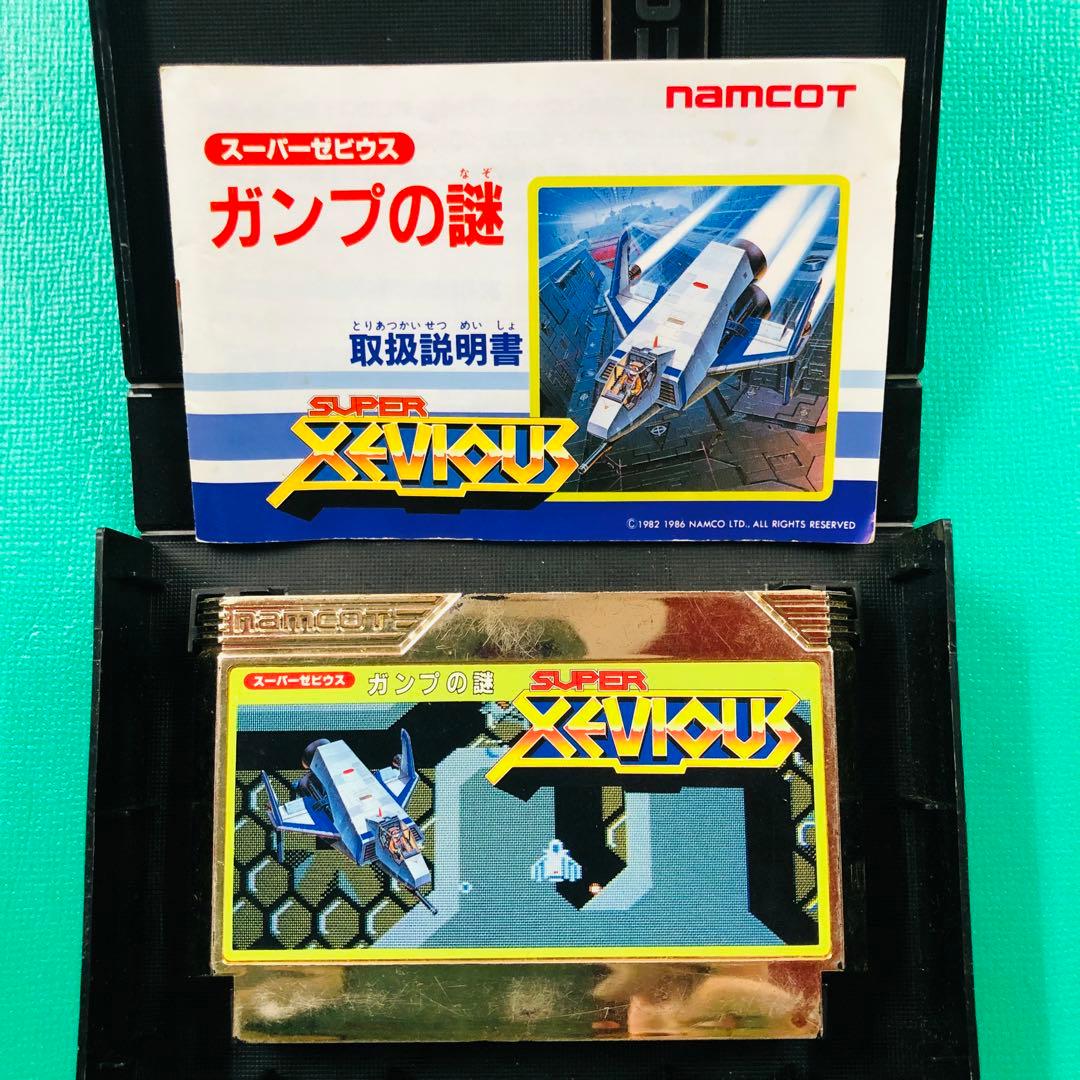 namcoT
スーパーゼビウス
なぞ
ガンプの謎
とりあつかいせつ めい しょ
取扱説明書
SUPER
XEVIOUS
© 1982 1986 NAMCO LTD., ALL RIGHTS RESERVED
namcoT
スーパーゼビウス ガンプの謎
SUPER
XEVIOUS